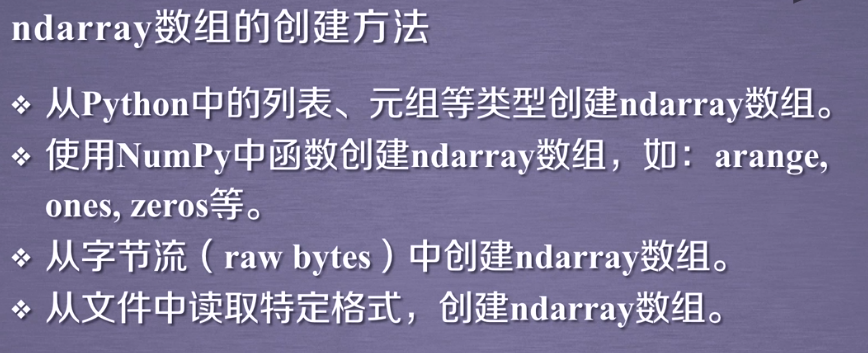 ndarray数组的创建方法
❖ 从Python中的列表、元组等类型创建ndarray数组。
❖ 使用NumPy中函数创建ndarray数组，如：arange,
ones, zeros等。
❖ 从字节流（raw bytes）中创建ndarray数组。
❖ 从文件中读取特定格式，创建ndarray数组。